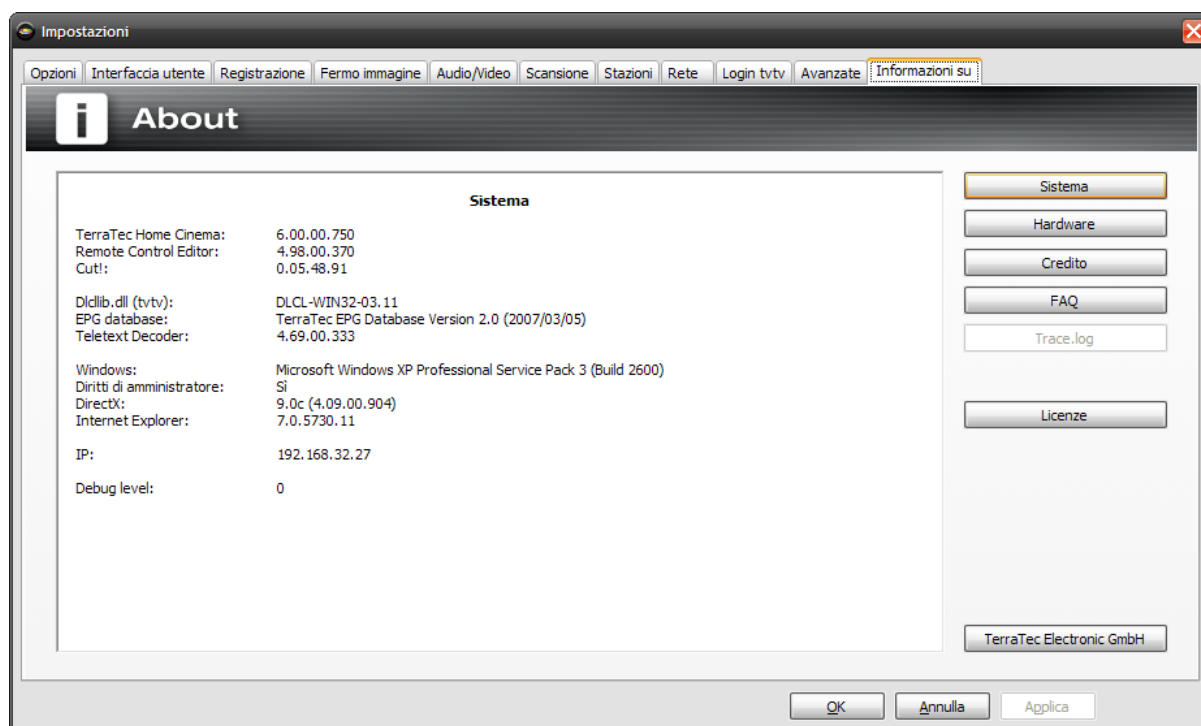 Impostazioni
Opzioni Interfaccia utente Registrazione Fermo immagine Audio/Video Scansione Stazioni Rete Login tvtv Avanzate Informazioni su
i About
Sistema
TerraTec Home Cinema: 6.00.00.750
Remote Control Editor: 4.98.00.370
Cut!: 0.05.48.91
Dlcllib.dll (tvtv): DLCL-WIN32-03.11
EPG database: TerraTec EPG Database Version 2.0 (2007/03/05)
Teletext Decoder: 4.69.00.333
Windows: Microsoft Windows XP Professional Service Pack 3 (Build 2600)
Diritti di amministratore: Sì
DirectX: 9.0c (4.09.00.904)
Internet Explorer: 7.0.5730.11
IP: 192.168.32.27
Debug level: 0
Sistema
Hardware
Credito
FAQ
Trace.log
Licenze
TerraTec Electronic GmbH
OK Annulla Applica